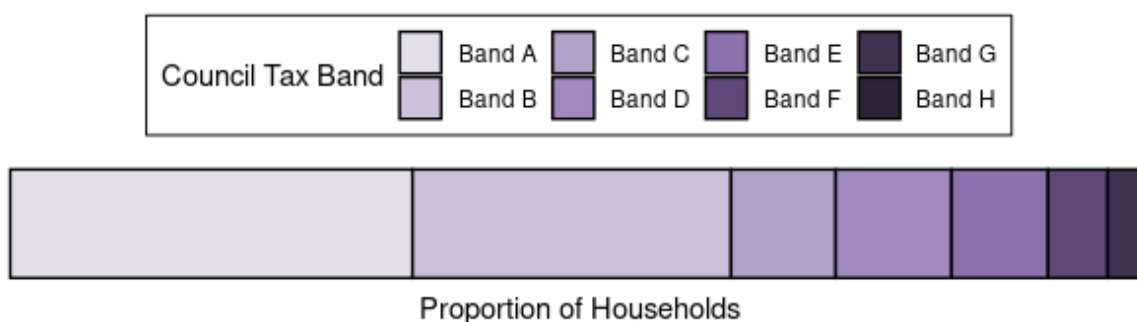 Band A Band C Band E Band G
Council Tax Band
Band B Band D Band F Band H
Proportion of Households